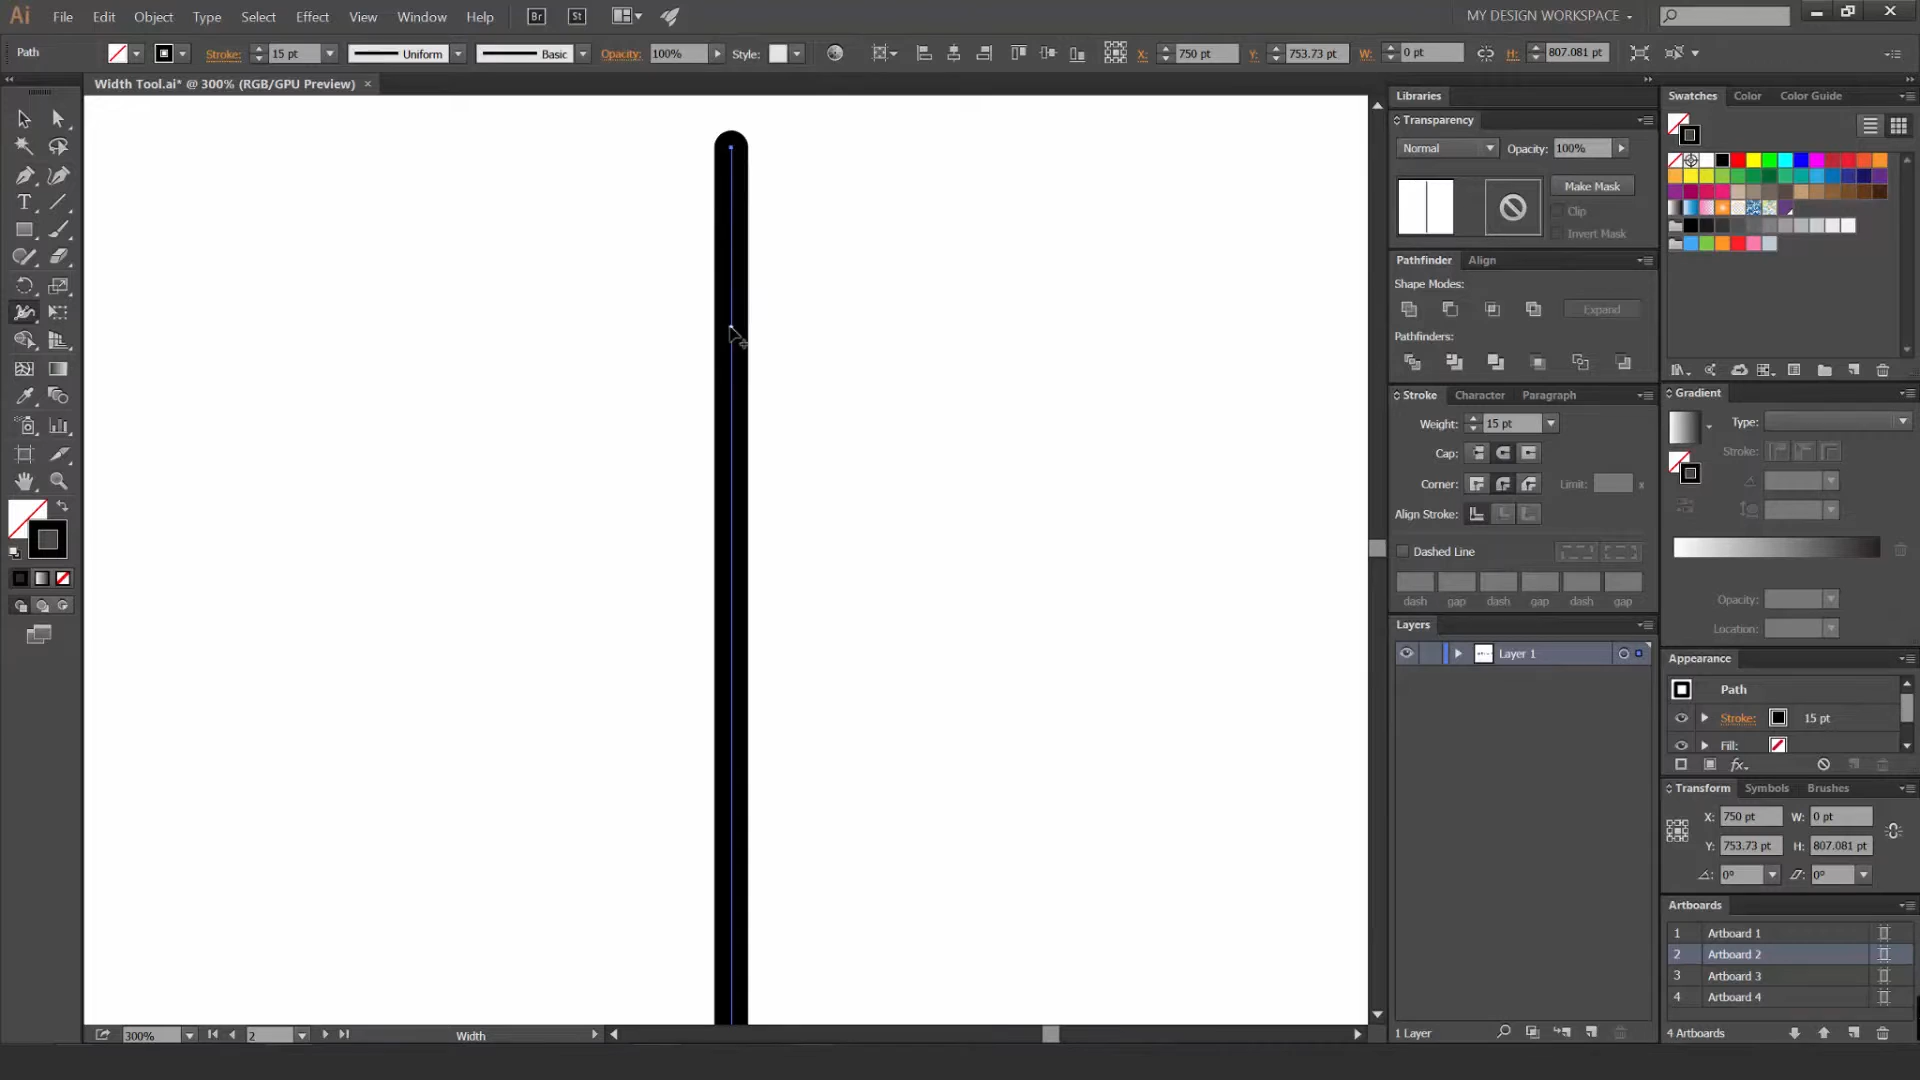 Ai File Edit Object Type Select Effect View Window Help Br St MY DESIGN WORKSPACE
Path Stroke: 15 pt Uniform Basic Opacity: 100% Style: X: 750 pt Y: 753.73 pt W: 0 pt H: 807.081 pt
Width Tool.ai* @ 300% (RGB/GPU Preview) ×
Libraries
Transparency
Normal Opacity: 100%
Make Mask
Clip
Invert Mask
Pathfinder Align
Shape Modes:
Expand
Pathfinders:
Stroke Character Paragraph
Weight: 15 pt
Cap:
Corner: Limit: x
Align Stroke:
Dashed Line
dash gap dash gap dash gap
Layers
Layer 1
1 Layer
Swatches Color Color Guide
Gradient
Type:
Stroke:
Opacity:
Location:
Appearance
Path
Stroke: 15 pt
Fill:
fx
Transform Symbols Brushes
X: 750 pt W: 0 pt
Y: 753.73 pt H: 807.081 pt
0° 0°
Artboards
1 Artboard 1
2 Artboard 2
3 Artboard 3
4 Artboard 4
4 Artboards
300% 2 Width